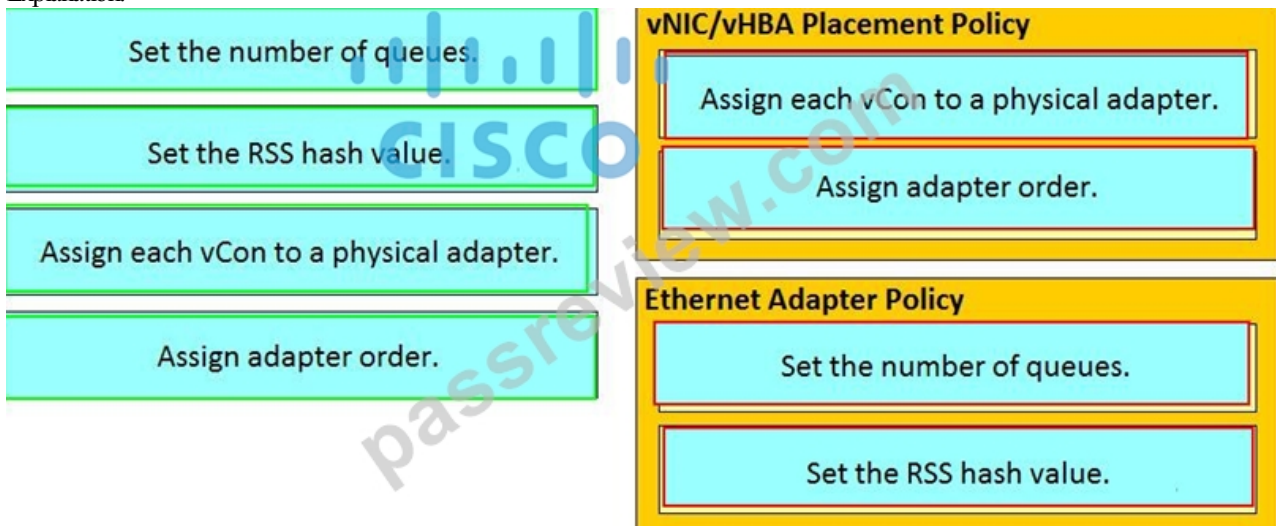 Explanation:
Set the number of queues.
Set the RSS hash value.
Assign each vCon to a physical adapter.
Assign adapter order.
CISCO
passreview.com
vNIC/vHBA Placement Policy
Assign each vCon to a physical adapter.
Assign adapter order.
Ethernet Adapter Policy
Set the number of queues.
Set the RSS hash value.